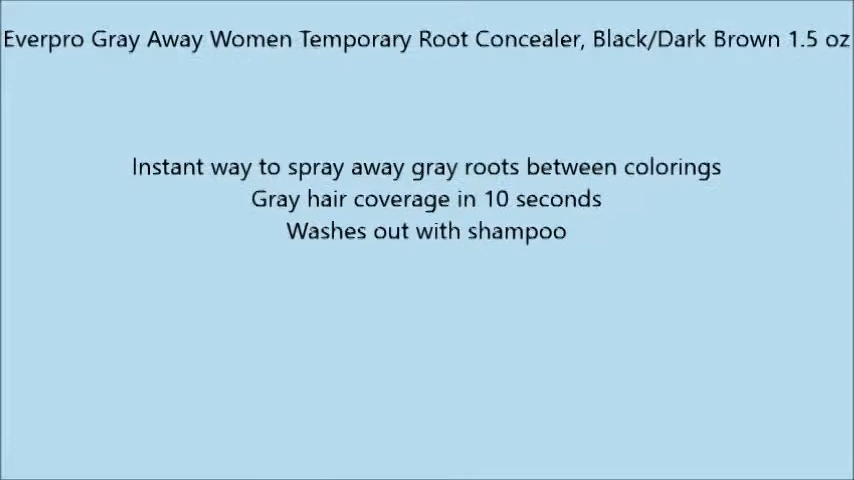 Everpro Gray Away Women Temporary Root Concealer, Black/Dark Brown 1.5 oz
Instant way to spray away gray roots between colorings
Gray hair coverage in 10 seconds
Washes out with shampoo